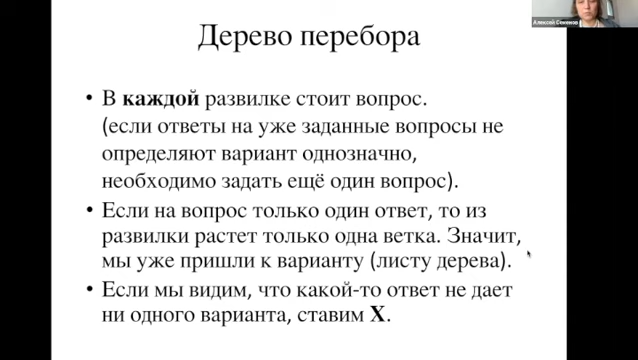 Дерево перебора
Алексей Семенов
• В каждой развилке стоит вопрос.
(если ответы на уже заданные вопросы не
определяют вариант однозначно,
необходимо задать ещё один вопрос).
• Если на вопрос только один ответ, то из
развилки растет только одна ветка. Значит,
мы уже пришли к варианту (листу дерева).
• Если мы видим, что какой-то ответ не дает
ни одного варианта, ставим X.